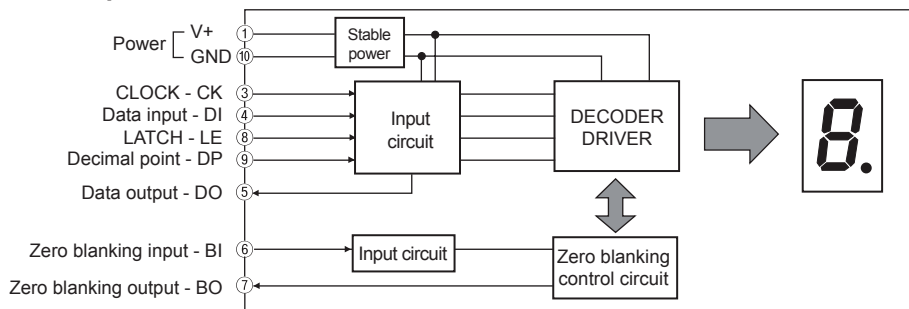 Power
V+ ①
GND ⑩
Stable
power
CLOCK - CK ③
Data input - DI ④
LATCH - LE ⑧
Decimal point - DP ⑨
Data output - DO ⑤
Input
circuit
DECODER
DRIVER
8.
Zero blanking input - BI ⑥
Input circuit
Zero blanking
control circuit
Zero blanking output - BO ⑦